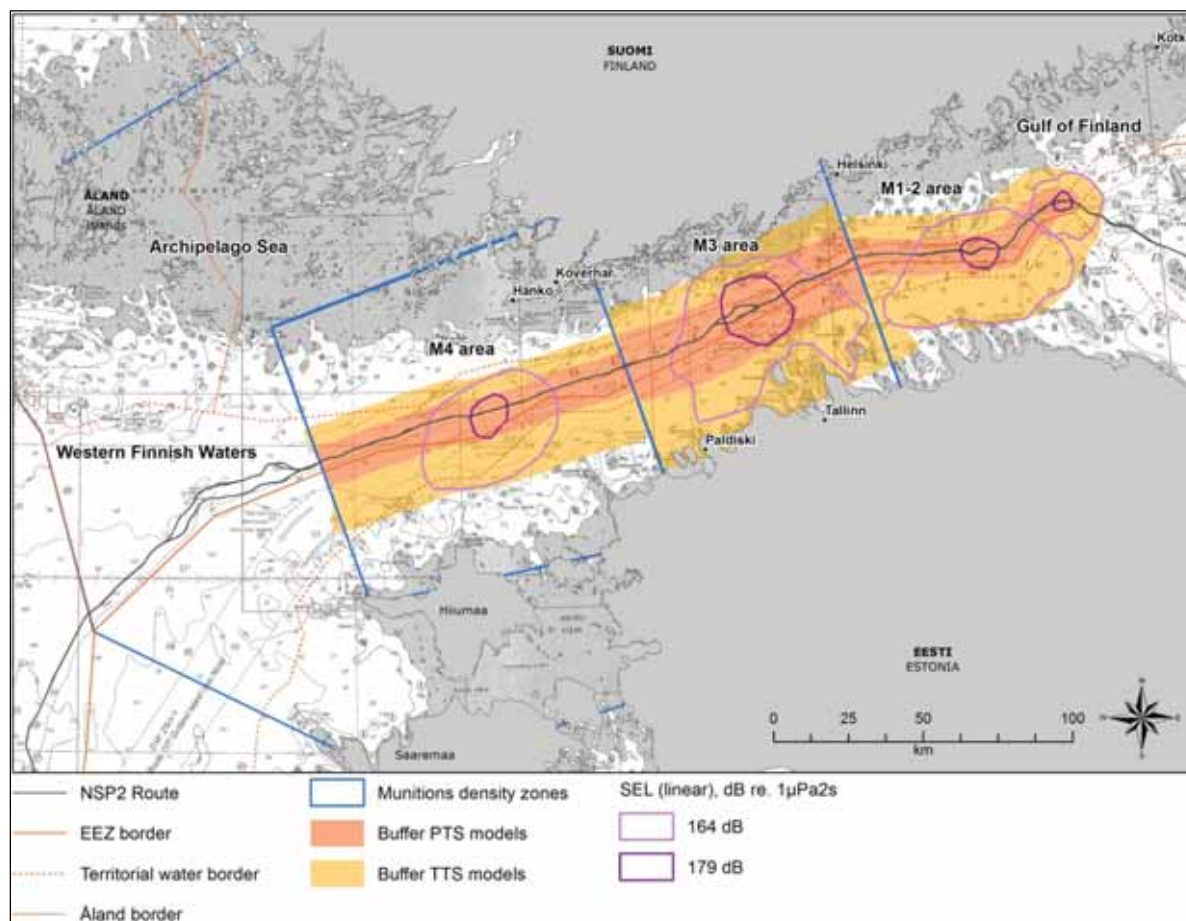 SUOMI
FINLAND
Kotk
Gulf of Finland
Helsinki
M1-2 area
ÅLAND
ÅLAND
Islands
Archipelago Sea
M3 area
Koverhar
Hanko
M4 area
Tallinn
Paldiski
Western Finnish Waters
Hiiumaa
EESTI
ESTONIA
Saaremaa
0 25 50 100
km
NSP2 Route
EEZ border
Territorial water border
Åland border
Munitions density zones
Buffer PTS models
Buffer TTS models
SEL (linear), dB re. 1µPa2s
164 dB
179 dB